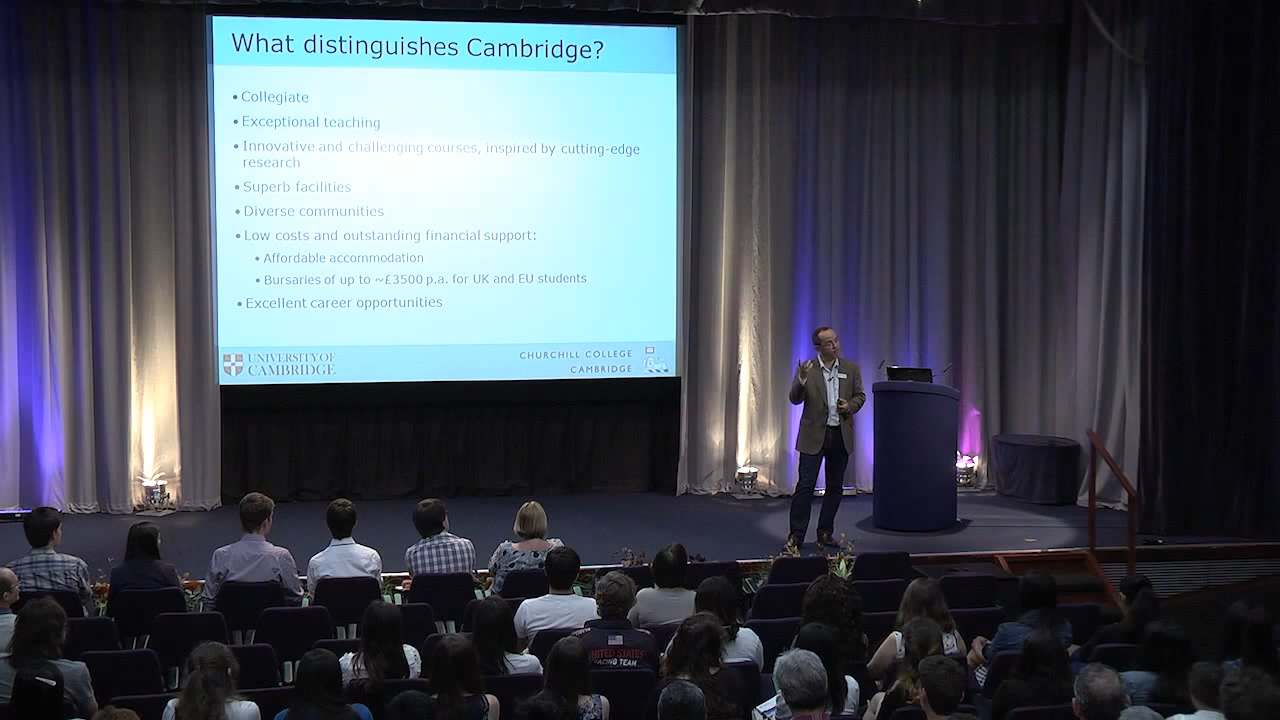 What distinguishes Cambridge?
• Collegiate
• Exceptional teaching
• Innovative and challenging courses, inspired by cutting-edge
research
• Superb facilities
• Diverse communities
• Low costs and outstanding financial support:
• Affordable accommodation
• Bursaries of up to ~£3500 p.a. for UK and EU students
• Excellent career opportunities
UNIVERSITY OF
CAMBRIDGE
CHURCHILL COLLEGE
CAMBRIDGE
UNITED STATES
RACING TEAM